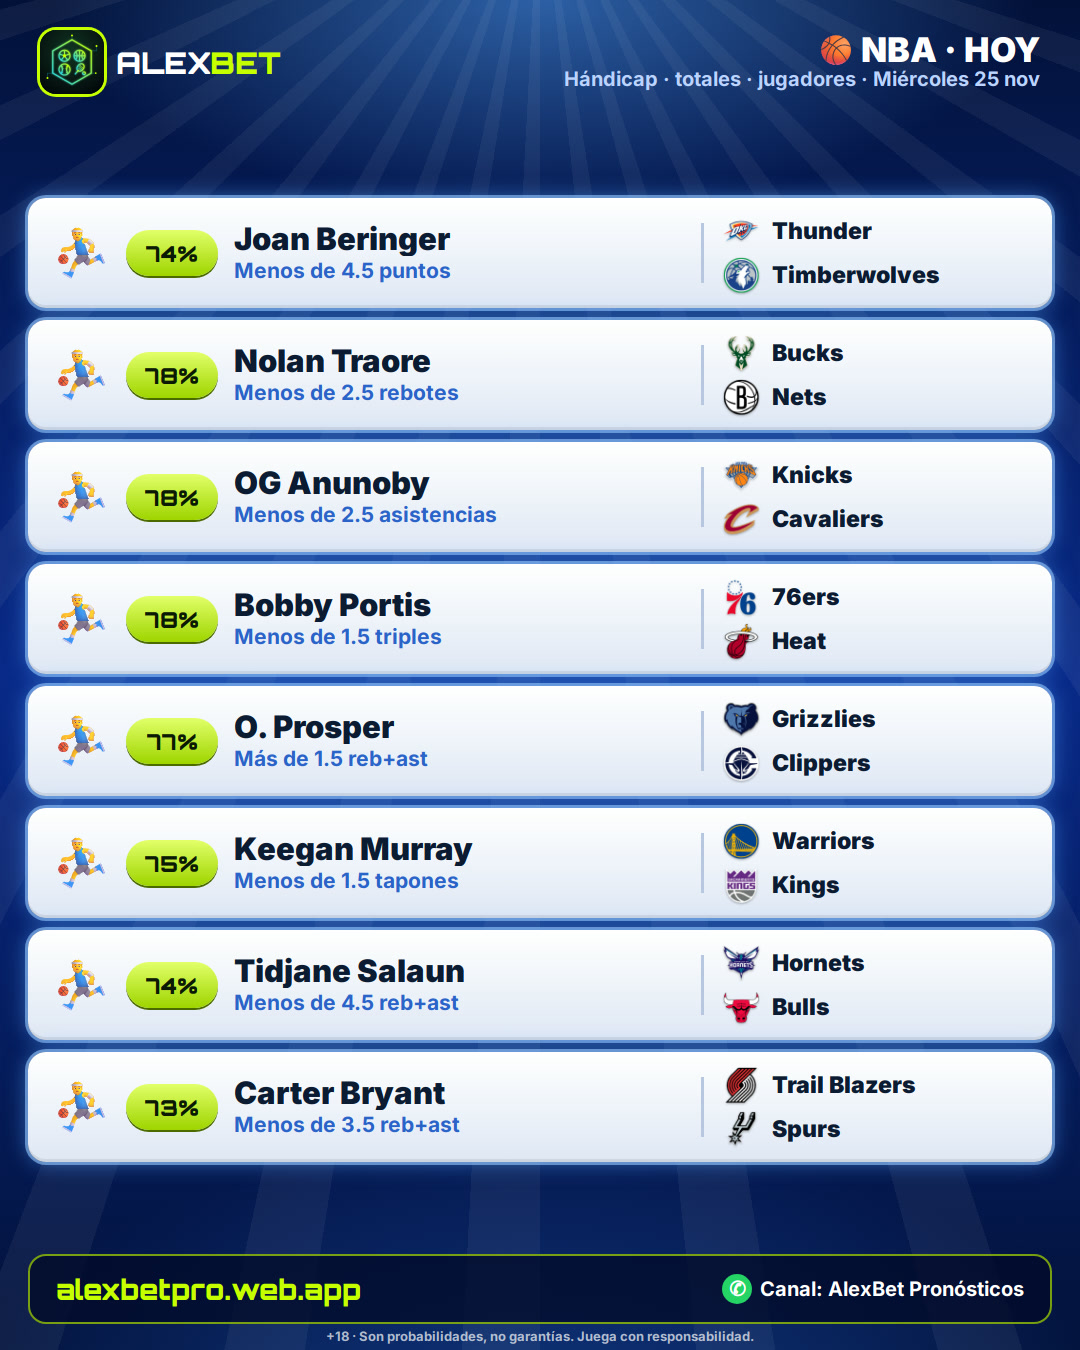 ALEXBET
NBA · HOY
Hándicap · totales · jugadores · Miércoles 25 nov
74%
Joan Beringer
Menos de 4.5 puntos
Thunder
Timberwolves
78%
Nolan Traore
Menos de 2.5 rebotes
Bucks
B
Nets
78%
OG Anunoby
Menos de 2.5 asistencias
Knicks
Cavaliers
78%
Bobby Portis
Menos de 1.5 triples
76
76ers
Heat
77%
O. Prosper
Más de 1.5 reb+ast
Grizzlies
Clippers
75%
Keegan Murray
Menos de 1.5 tapones
Warriors
KINGS
Kings
74%
Tidjane Salaun
Menos de 4.5 reb+ast
HORNETS
Hornets
Bulls
73%
Carter Bryant
Menos de 3.5 reb+ast
Trail Blazers
Spurs
alexbetpro.web.app
Canal: AlexBet Pronósticos
+18 · Son probabilidades, no garantías. Juega con responsabilidad.